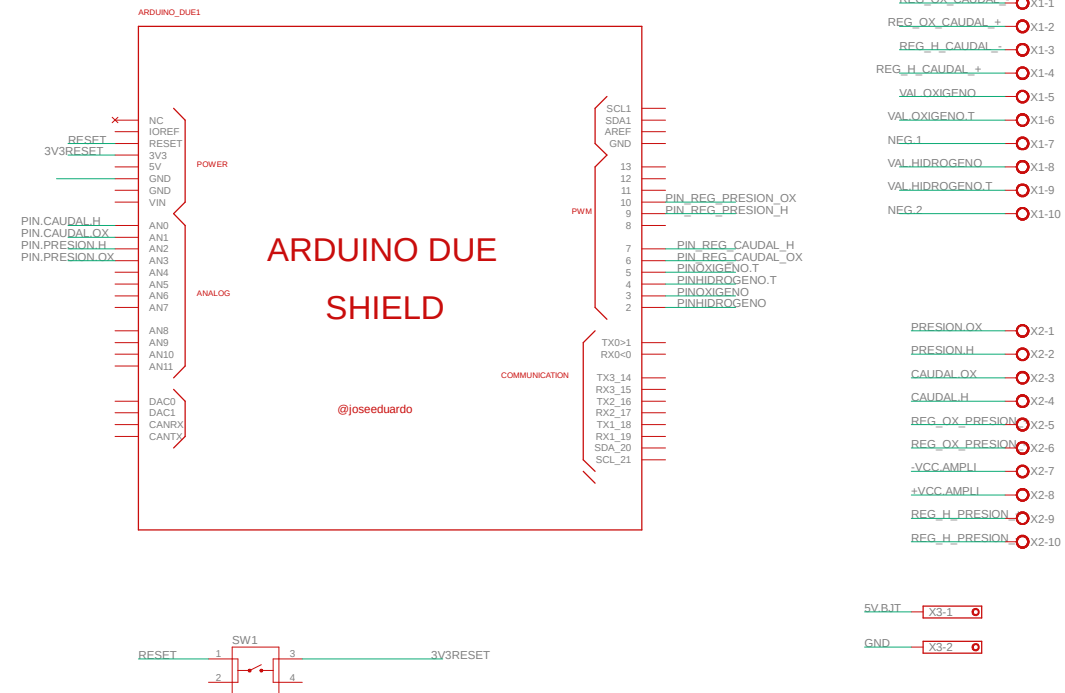 ARDUINO_DUE1
NC
IOREF
RESET
3V3
5V
GND
GND
VIN
RESET
3V3RESET
POWER
PIN.CAUDAL.H
PIN.CAUDAL.OX
PIN.PRESION.H
PIN.PRESION.OX
AN0
AN1
AN2
AN3
AN4
AN5
AN6
AN7
AN8
AN9
AN10
AN11
ANALOG
DAC0
DAC1
CANRX
CANTX
ARDUINO DUE
SHIELD
@joseeduardo
SCL1
SDA1
AREF
GND
13
12
11
10
9
8
PWM
7
6
5
4
3
2
PIN_REG_PRESION_OX
PIN_REG_PRESION_H
PIN_REG_CAUDAL_H
PIN_REG_CAUDAL_OX
PINOXIGENO.T
PINHIDROGENO.T
PINOXIGENO
PINHIDROGENO
TX0>1
RX0<0
COMMUNICATION
TX3_14
RX3_15
TX2_16
RX2_17
TX1_18
RX1_19
SDA_20
SCL_21
REG_OX_CAUDAL_- X1-1
REG_OX_CAUDAL_+ X1-2
REG_H_CAUDAL_- X1-3
REG_H_CAUDAL_+ X1-4
VAL.OXIGENO X1-5
VAL.OXIGENO.T X1-6
NEG.1 X1-7
VAL.HIDROGENO X1-8
VAL.HIDROGENO.T X1-9
NEG.2 X1-10
PRESION.OX X2-1
PRESION.H X2-2
CAUDAL.OX X2-3
CAUDAL.H X2-4
REG_OX_PRESION X2-5
REG_OX_PRESION X2-6
-VCC.AMPLI X2-7
+VCC.AMPLI X2-8
REG_H_PRESION_ X2-9
REG_H_PRESION_ X2-10
5V.BJT X3-1
GND X3-2
SW1
RESET 1 3 3V3RESET
2 4